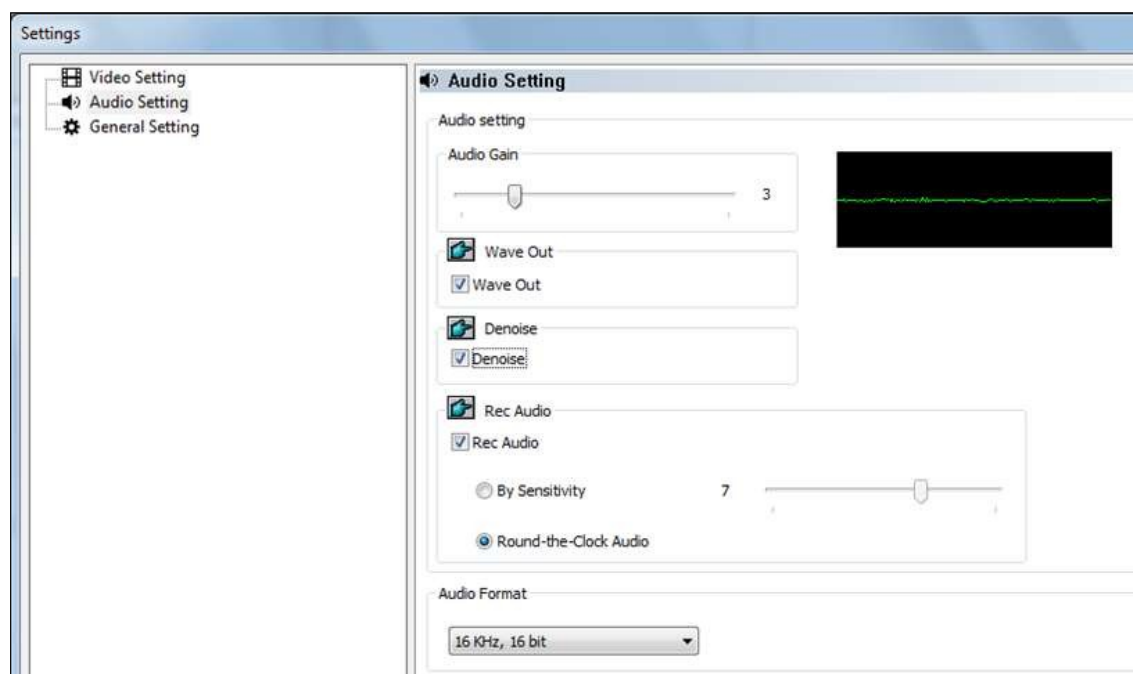 Settings
Video Setting
Audio Setting
General Setting
Audio Setting
Audio setting
Audio Gain
3
Wave Out
Wave Out
Denoise
Denoise
Rec Audio
Rec Audio
By Sensitivity 7
Round-the-Clock Audio
Audio Format
16 KHz, 16 bit